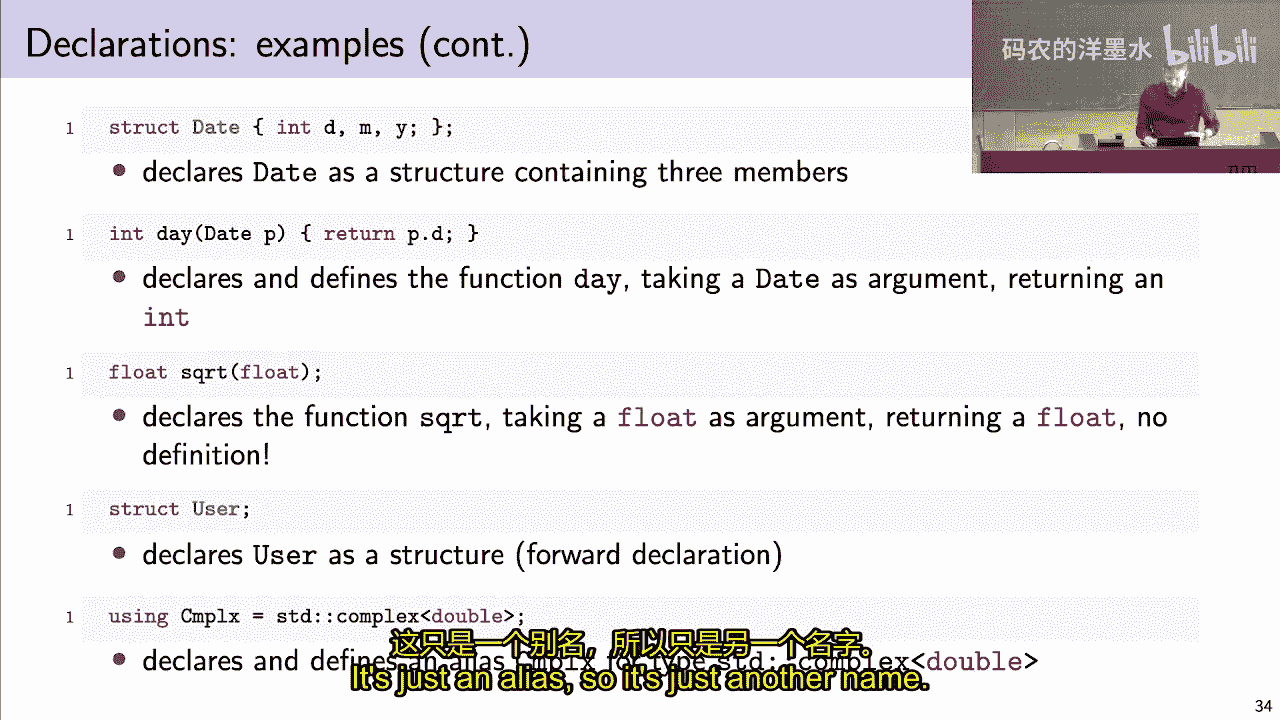 Declarations: examples (cont.)
码农的洋墨水 bilibili
1 struct Date { int d, m, y; };
• declares Date as a structure containing three members
1 int day(Date p) { return p.d; }
• declares and defines the function day, taking a Date as argument, returning an
int
1 float sqrt(float);
• declares the function sqrt, taking a float as argument, returning a float, no
definition!
1 struct User;
• declares User as a structure (forward declaration)
1 using Cmplx = std::complex<double>;
这只是一个别名，所以只是另一个名字。
• declares and defines an alias Cmplx for type std::complex<double>
It's just an alias, so it's just another name.
34